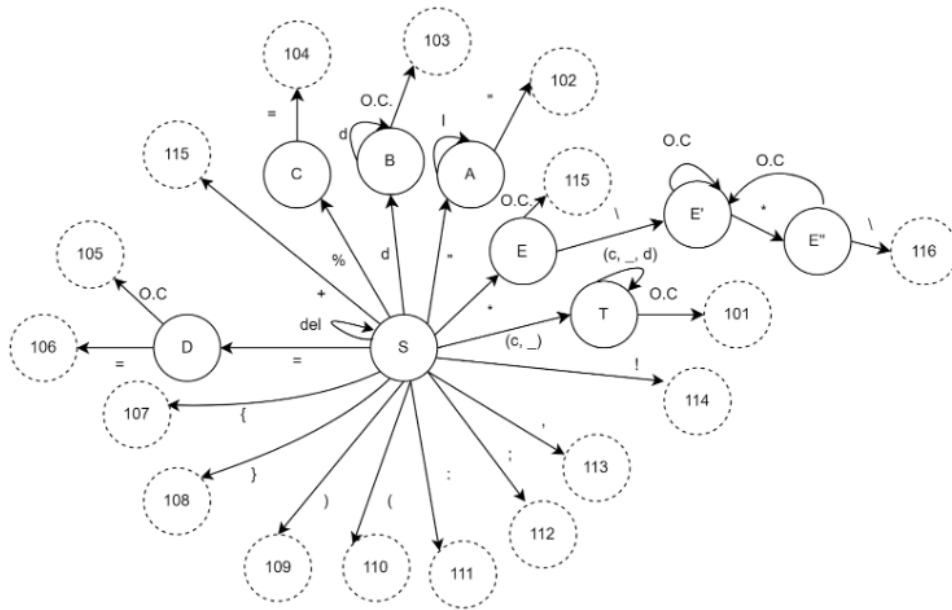 103
104
102
O.C.
"
=
d
l
O.C
O.C
115
C
B
A
115
O.C.
\
E'
*
E"
\
116
E
(c, _, d)
105
%
d
"
O.C
+
*
T
O.C
101
del
(c, _)
106
D
S
=
=
!
114
107
{
,
:
;
113
108
}
)
(
112
109
110
111